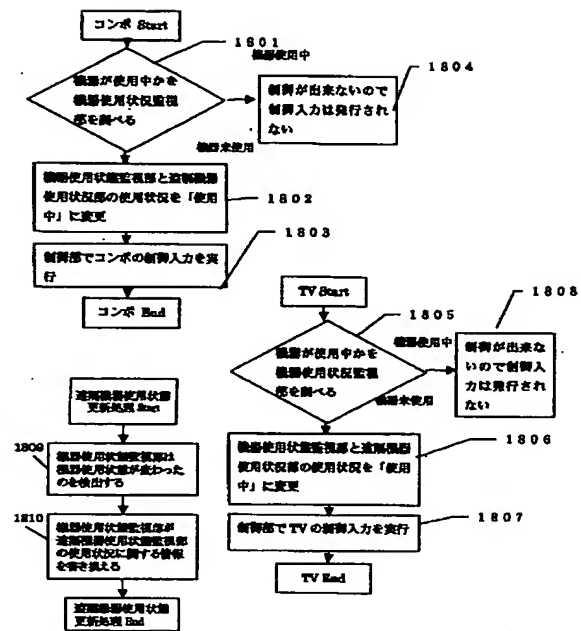 コンポ Start
1801
機器使用中
機器が使用中かを
機器使用状況監視
部を調べる
1804
制御が出来ないので
制御入力は発行され
ない
機器未使用
機器使用状態監視部と遠隔機器
使用状況部の使用状況を「使用
中」に変更
1802
1803
制御部でコンポの制御入力を実
行
コンポ End
TV Start
1805
機器使用中
機器が使用中かを
機器使用状況監視
部を調べる
1808
制御が出来な
いので制御入
力は発行され
ない
機器未使用
機器使用状態監視部と遠隔機器
使用状況部の使用状況を「使用
中」に変更
1806
制御部で TV の制御入力を実行
1807
TV End
遠隔機器使用状態
更新処理 Start
1809
機器使用状態監視部は
機器使用状態が変わった
のを検出する
1810
機器使用状態監視部が
遠隔機器使用状態監視部
の使用状況に関する情報
を書き換える
遠隔機器使用状態
更新処理 End